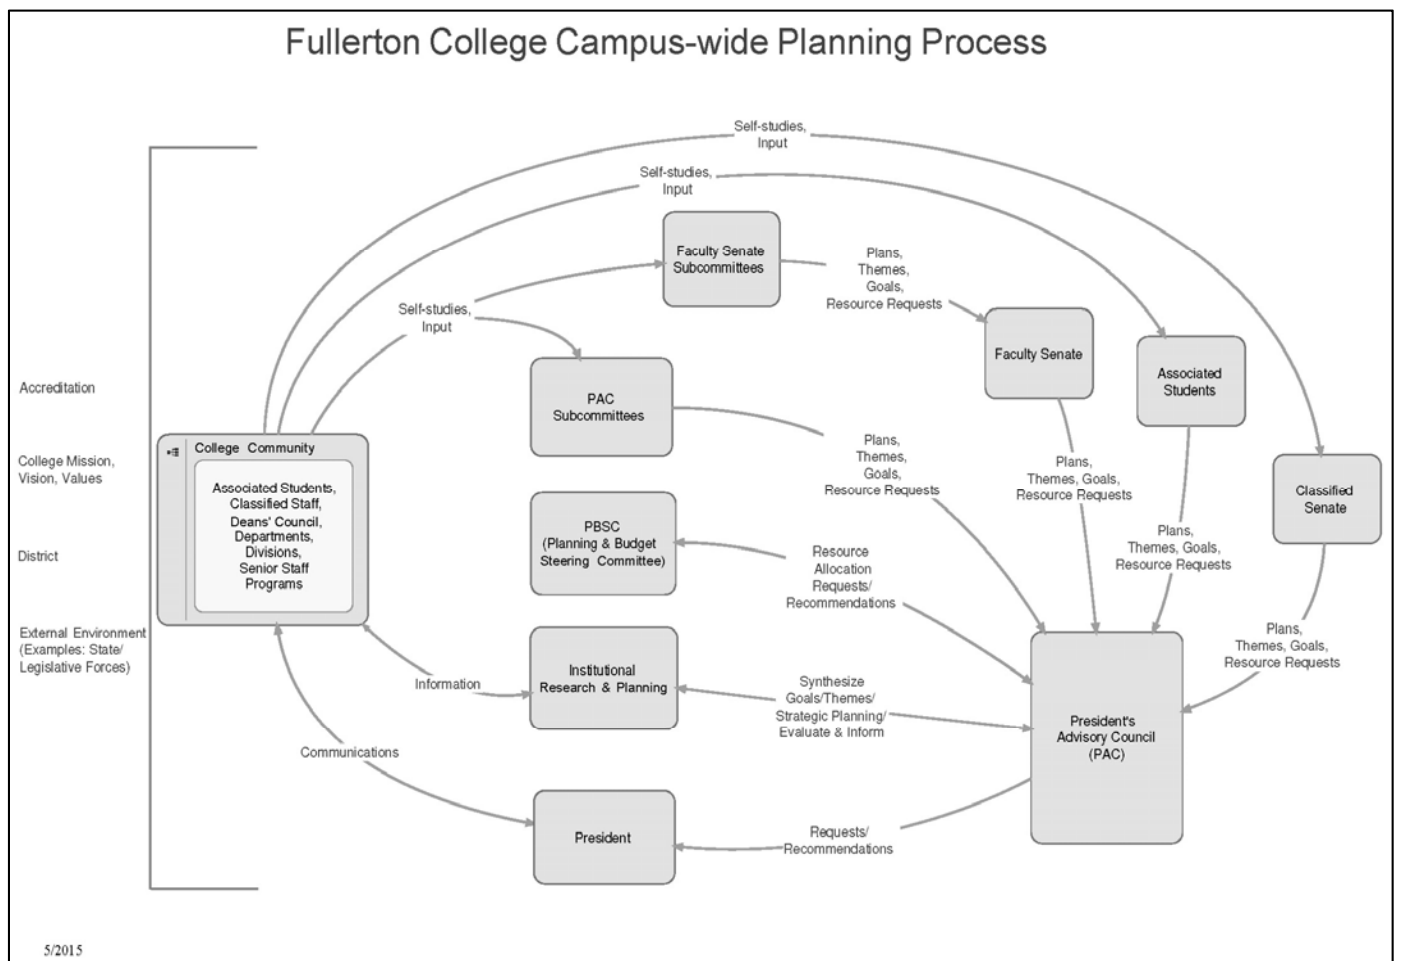 Fullerton College Campus-wide Planning Process
Self-studies,
Input
Self-studies,
Input
Faculty Senate
Subcommittees
Plans,
Themes,
Goals,
Resource Requests
Self-studies,
Input
Faculty Senate
Associated
Students
PAC
Subcommittees
Accreditation
College Mission,
Vision, Values
District
External Environment
(Examples: State/
Legislative Forces)
College Community
Associated Students,
Classified Staff,
Deans' Council,
Departments,
Divisions,
Senior Staff
Programs
Plans,
Themes,
Goals,
Resource Requests
Plans,
Themes, Goals,
Resource Requests
Classified
Senate
PBSC
(Planning & Budget
Steering Committee)
Resource
Allocation
Requests/
Recommendations
Plans,
Themes, Goals,
Resource Requests
Plans,
Themes, Goals,
Resource Requests
Information
Institutional
Research & Planning
Synthesize
Goals/Themes/
Strategic Planning/
Evaluate & Inform
President's
Advisory Council
(PAC)
Communications
President
Requests/
Recommendations
5/2015